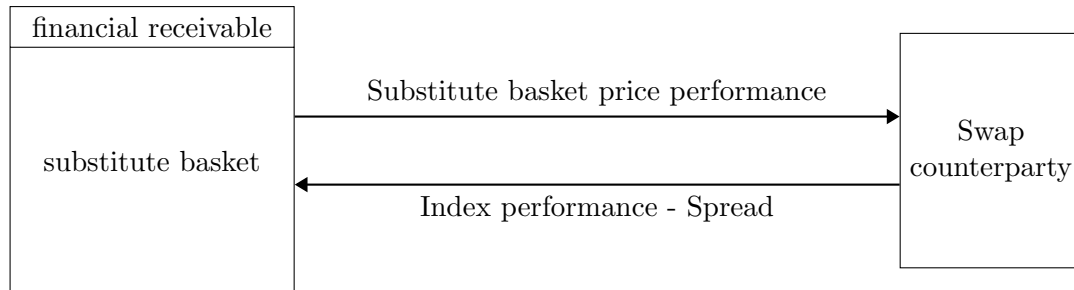 financial receivable
substitute basket
Substitute basket price performance
Index performance - Spread
Swap
counterparty